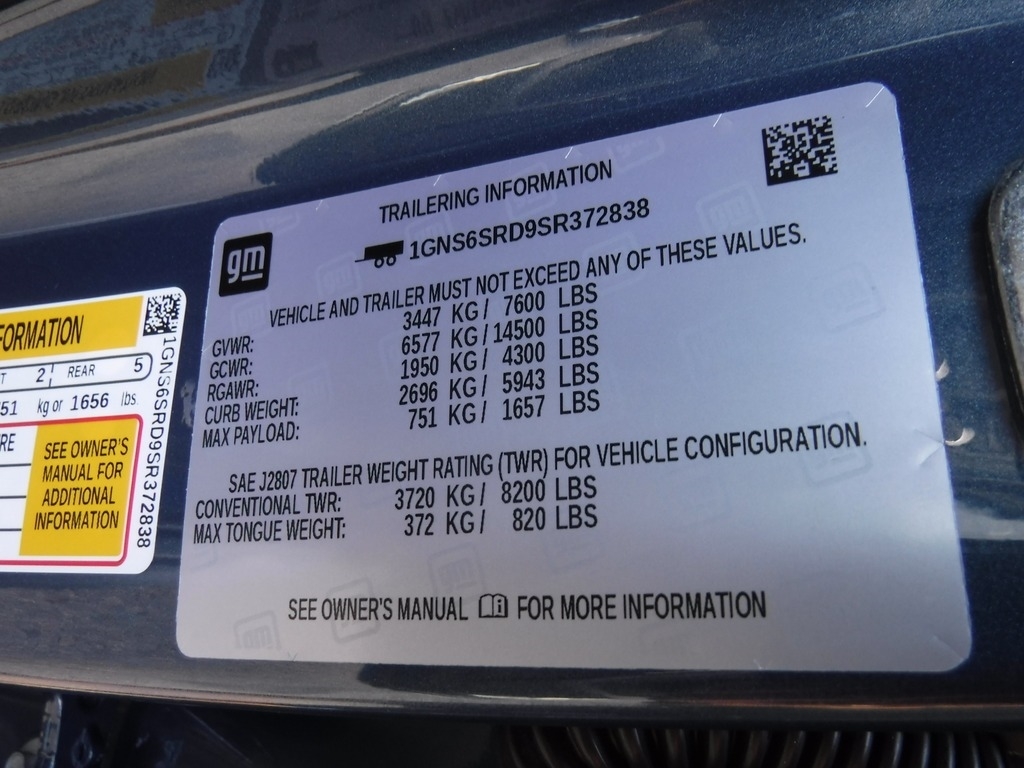 TRAILERING INFORMATION
gm
1GNS6SRD9SR372838
VEHICLE AND TRAILER MUST NOT EXCEED ANY OF THESE VALUES.
GVWR: 3447 KG/ 7600 LBS
GCWR: 6577 KG/14500 LBS
RGAWR: 1950 KG/ 4300 LBS
CURB WEIGHT: 2696 KG/ 5943 LBS
MAX PAYLOAD: 751 KG/ 1657 LBS
SAE J2807 TRAILER WEIGHT RATING (TWR) FOR VEHICLE CONFIGURATION.
CONVENTIONAL TWR: 3720 KG/ 8200 LBS
MAX TONGUE WEIGHT: 372 KG/ 820 LBS
SEE OWNER'S MANUAL FOR MORE INFORMATION
FORMATION
T 2 REAR 5
51 kg or 1656 lbs
RE
SEE OWNER'S
MANUAL FOR
ADDITIONAL
INFORMATION
1GNS6SRD9SR372838